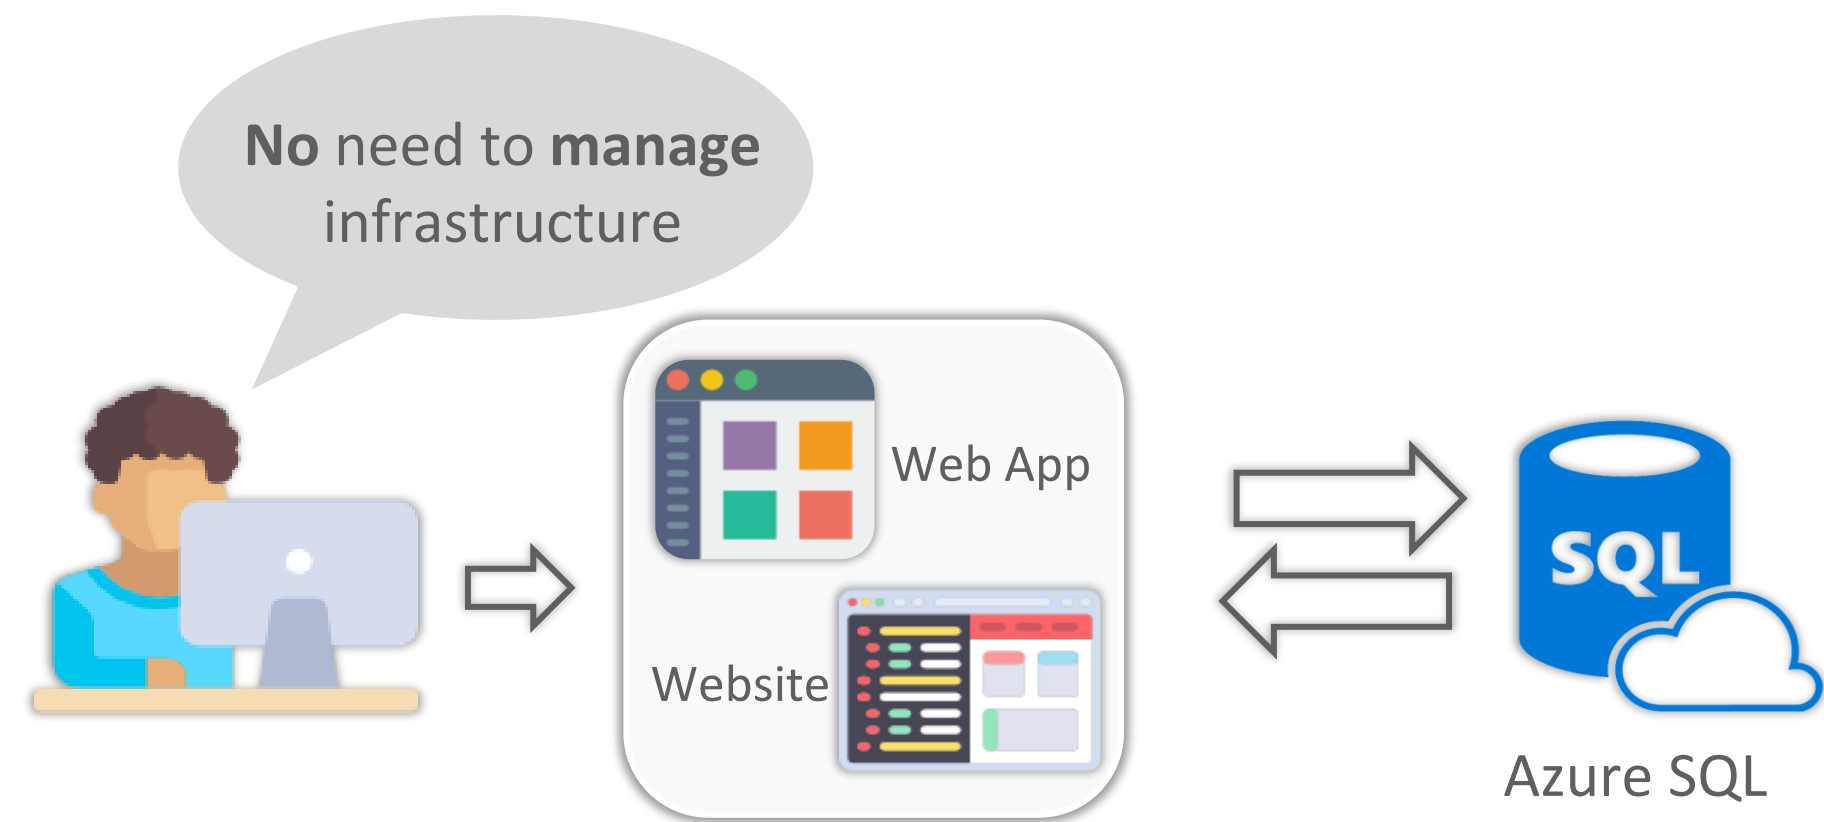 No need to manage
infrastructure
Web App
Website
SQL
Azure SQL